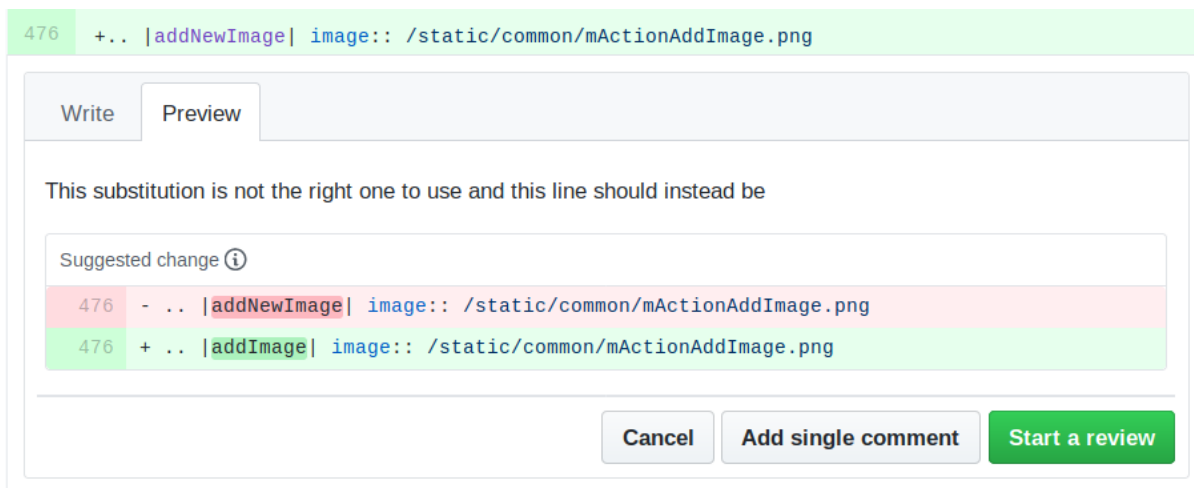 476 +.. |addNewImage| image:: /static/common/mActionAddImage.png
Write Preview
This substitution is not the right one to use and this line should instead be
Suggested change
476 - .. |addNewImage| image:: /static/common/mActionAddImage.png
476 + .. |addImage| image:: /static/common/mActionAddImage.png
Cancel Add single comment Start a review